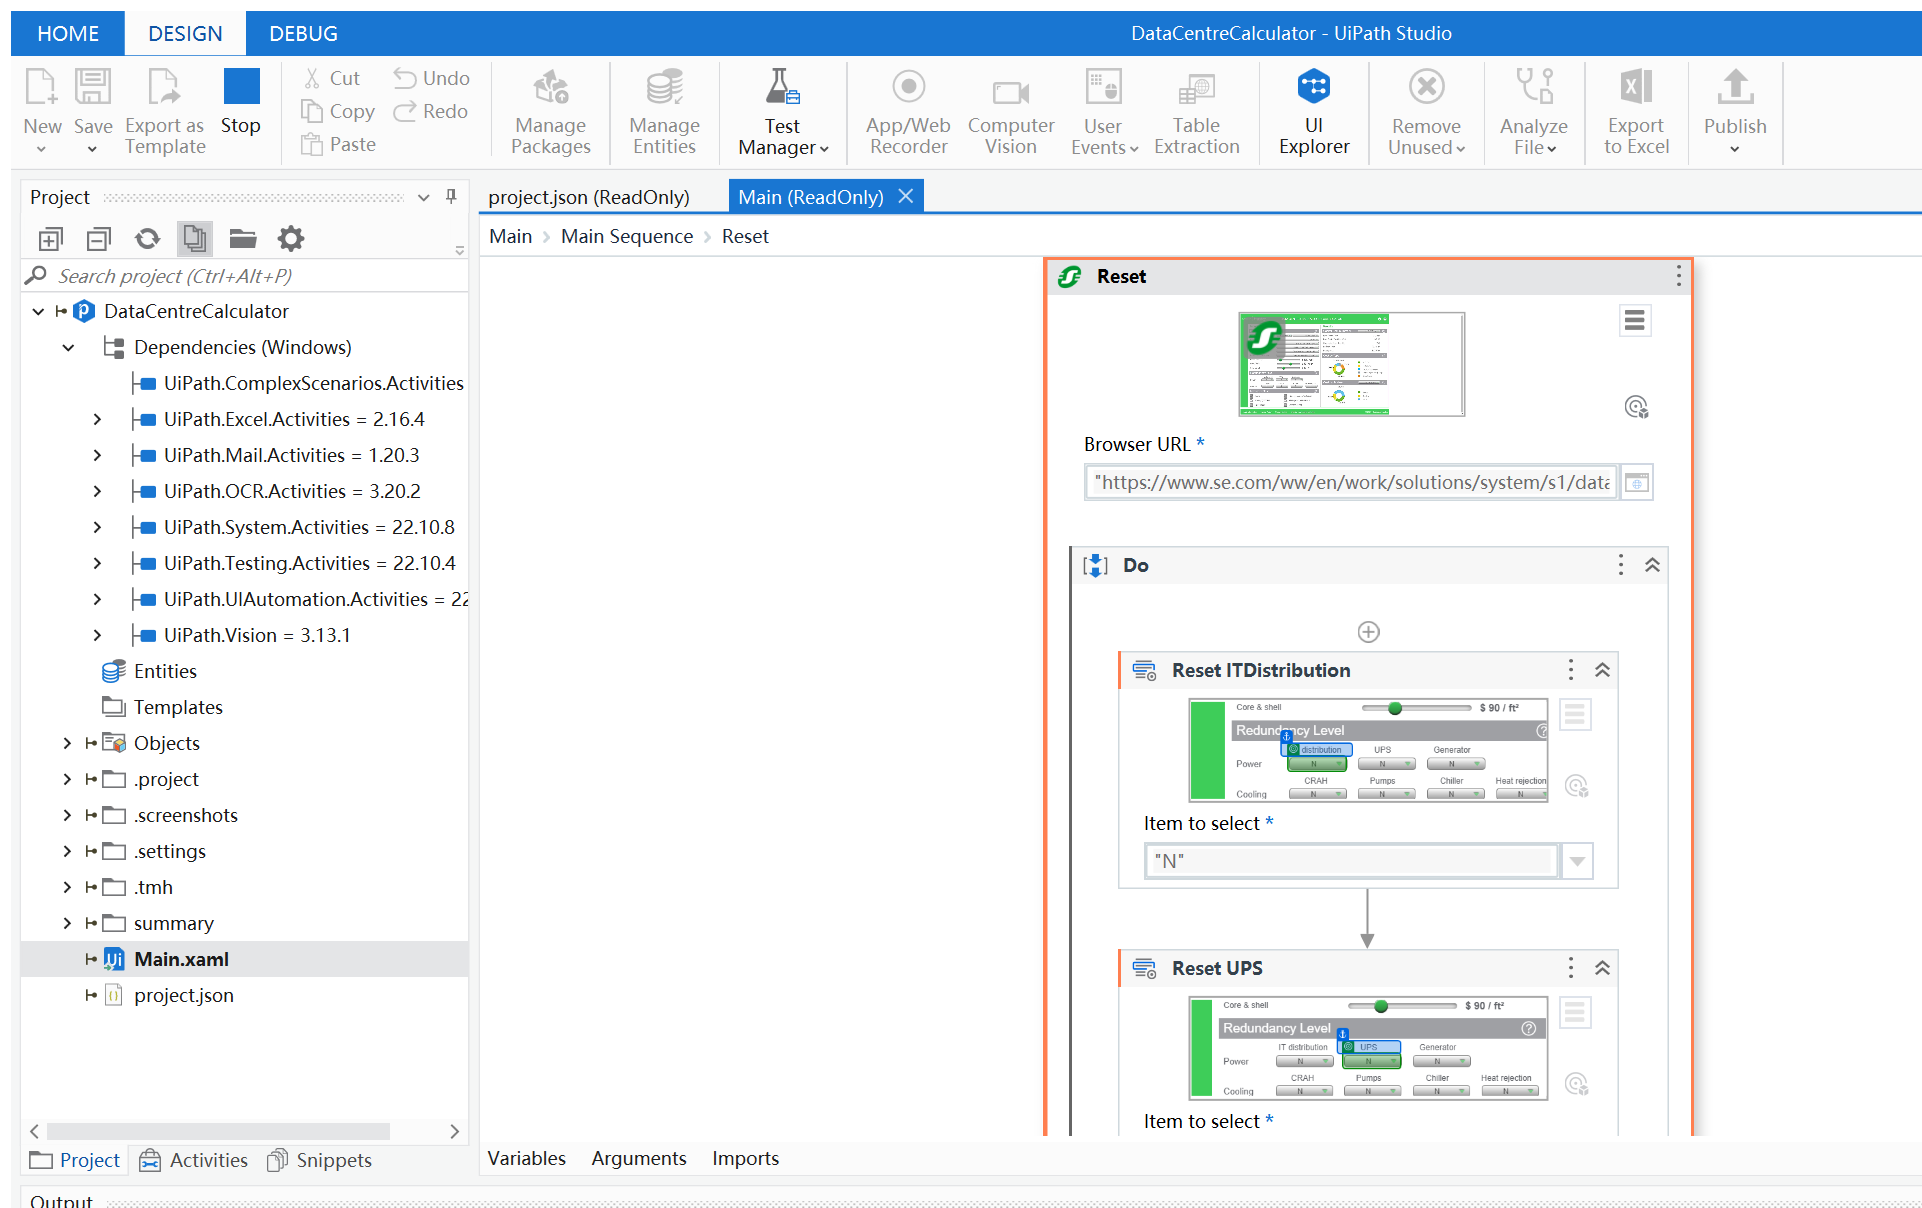 HOME DESIGN DEBUG DataCentreCalculator - UiPath Studio
New Save Export as Template Stop
Cut Undo
Copy Redo
Paste
Manage Packages
Manage Entities
Test Manager
App/Web Recorder
Computer Vision
User Events
Table Extraction
UI Explorer
Remove Unused
Analyze File
Export to Excel
Publish
Project
Search project (Ctrl+Alt+P)
DataCentreCalculator
Dependencies (Windows)
UiPath.ComplexScenarios.Activities
UiPath.Excel.Activities = 2.16.4
UiPath.Mail.Activities = 1.20.3
UiPath.OCR.Activities = 3.20.2
UiPath.System.Activities = 22.10.8
UiPath.Testing.Activities = 22.10.4
UiPath.UIAutomation.Activities = 22
UiPath.Vision = 3.13.1
Entities
Templates
Objects
.project
.screenshots
.settings
.tmh
summary
Main.xaml
project.json
Project Activities Snippets
Output
project.json (ReadOnly) Main (ReadOnly)
Main > Main Sequence > Reset
Reset
Browser URL *
"https://www.se.com/ww/en/work/solutions/system/s1/data
Do
Reset ITDistribution
Core & shell $ 90 / ft²
Redundancy Level ?
distribution UPS Generator
Power N N N
CRAH Pumps Chiller Heat rejection
Cooling N N N N
Item to select *
"N"
Reset UPS
Core & shell $ 90 / ft²
Redundancy Level ?
IT distribution UPS Generator
Power N N N
CRAH Pumps Chiller Heat rejection
Cooling N N N N
Item to select *
Variables Arguments Imports